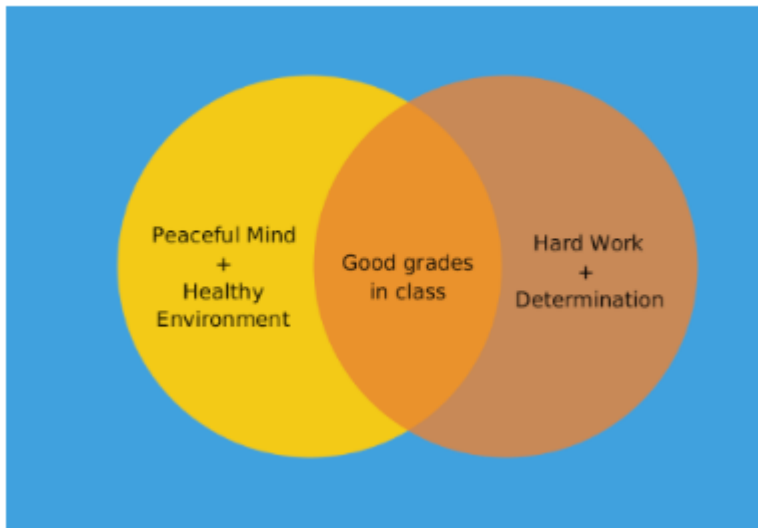 Peaceful Mind
+
Healthy
Environment
Good grades
in class
Hard Work
+
Determination